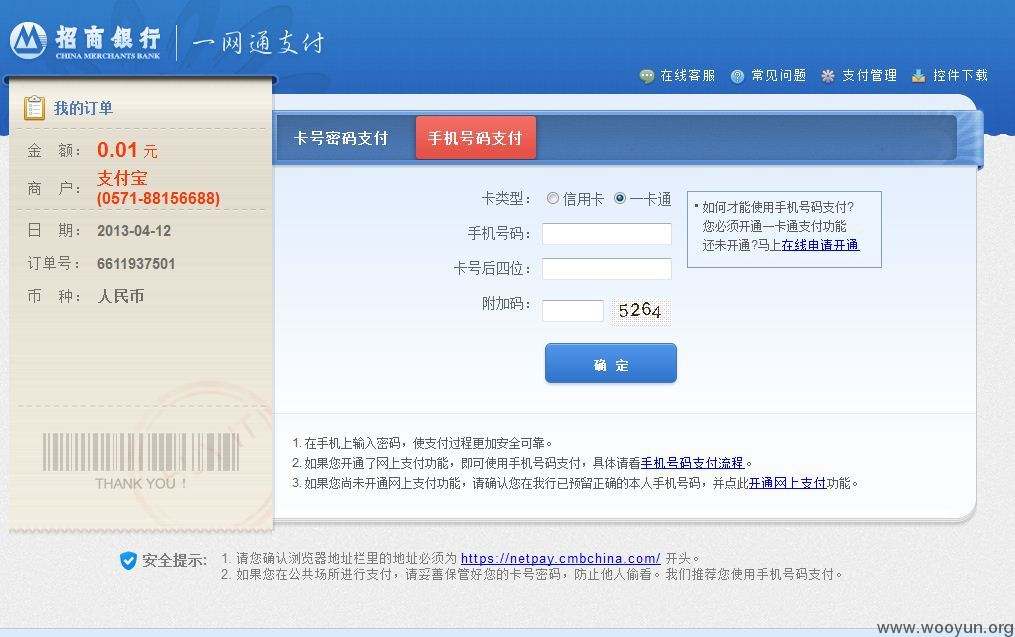 招商银行
CHINA MERCHANTS BANK
一网通支付
在线客服 常见问题 支付管理 控件下载
我的订单
金 额： 0.01 元
商 户： 支付宝
(0571-88156688)
日 期： 2013-04-12
订单号： 6611937501
币 种： 人民币
THANK YOU！
卡号密码支付 手机号码支付
卡类型： 信用卡 一卡通
手机号码：
卡号后四位：
附加码： 5264
确 定
如何才能使用手机号码支付?
您必须开通一卡通支付功能
还未开通?马上在线申请开通
1. 在手机上输入密码，使支付过程更加安全可靠。
2. 如果您开通了网上支付功能，即可使用手机号码支付，具体请看手机号码支付流程。
3. 如果您尚未开通网上支付功能，请确认您在我行已预留正确的本人手机号码，并点此开通网上支付功能。
安全提示:
1. 请您确认浏览器地址栏里的地址必须为 https://netpay.cmbchina.com/ 开头。
2. 如果您在公共场所进行支付，请妥善保管好您的卡号密码，防止他人偷看。我们推荐您使用手机号码支付。
www.wooyun.org